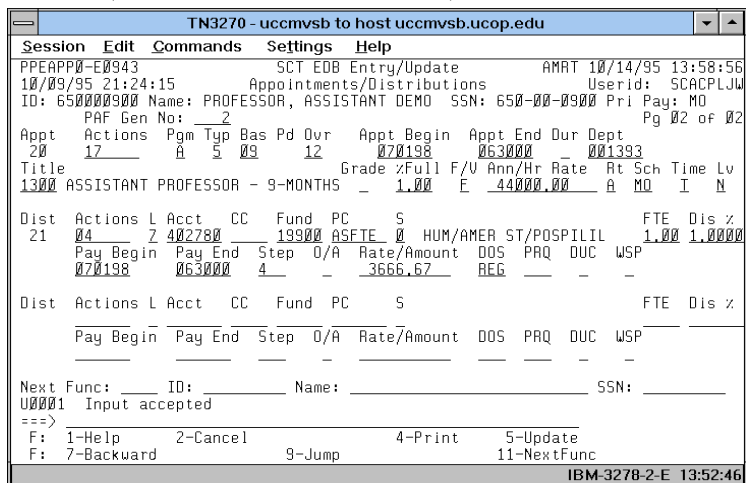 TN3270 - uccmvsb to host uccmvsb.ucop.edu
Session Edit Commands Settings Help
PPEAPP0-E0943 SCT EDB Entry/Update AMRT 10/14/95 13:58:56
10/09/95 21:24:15 Appointments/Distributions Userid: SCACPLJW
ID: 650000900 Name: PROFESSOR, ASSISTANT DEMO SSN: 650-00-0900 Pri Pay: MO
PAF Gen No: 2 Pg 02 of 02
Appt Actions Pgm Typ Bas Pd Ovr Appt Begin Appt End Dur Dept
20 17 A 5 09 12 070198 063000 _ 001393
Title Grade %Full F/V Ann/Hr Rate Rt Sch Time Lv
1300 ASSISTANT PROFESSOR - 9-MONTHS _ 1.00 F 44000.00 A MO T N
Dist Actions L Acct CC Fund PC S FTE Dis %
21 04 7 402780 ____ 19900 ASFTE 0 HUM/AMER ST/POSPILIL 1.00 1.0000
Pay Begin Pay End Step O/A Rate/Amount DOS PRQ DUC WSP
070198 063000 4 _ 3666.67 REG _ _
Dist Actions L Acct CC Fund PC S FTE Dis %
Pay Begin Pay End Step O/A Rate/Amount DOS PRQ DUC WSP
Next Func: ____ ID: _________ Name: __________________________ SSN: _________
U0001 Input accepted
===>
F: 1-Help 2-Cancel 4-Print 5-Update
F: 7-Backward 9-Jump 11-NextFunc
IBM-3278-2-E 13:52:46